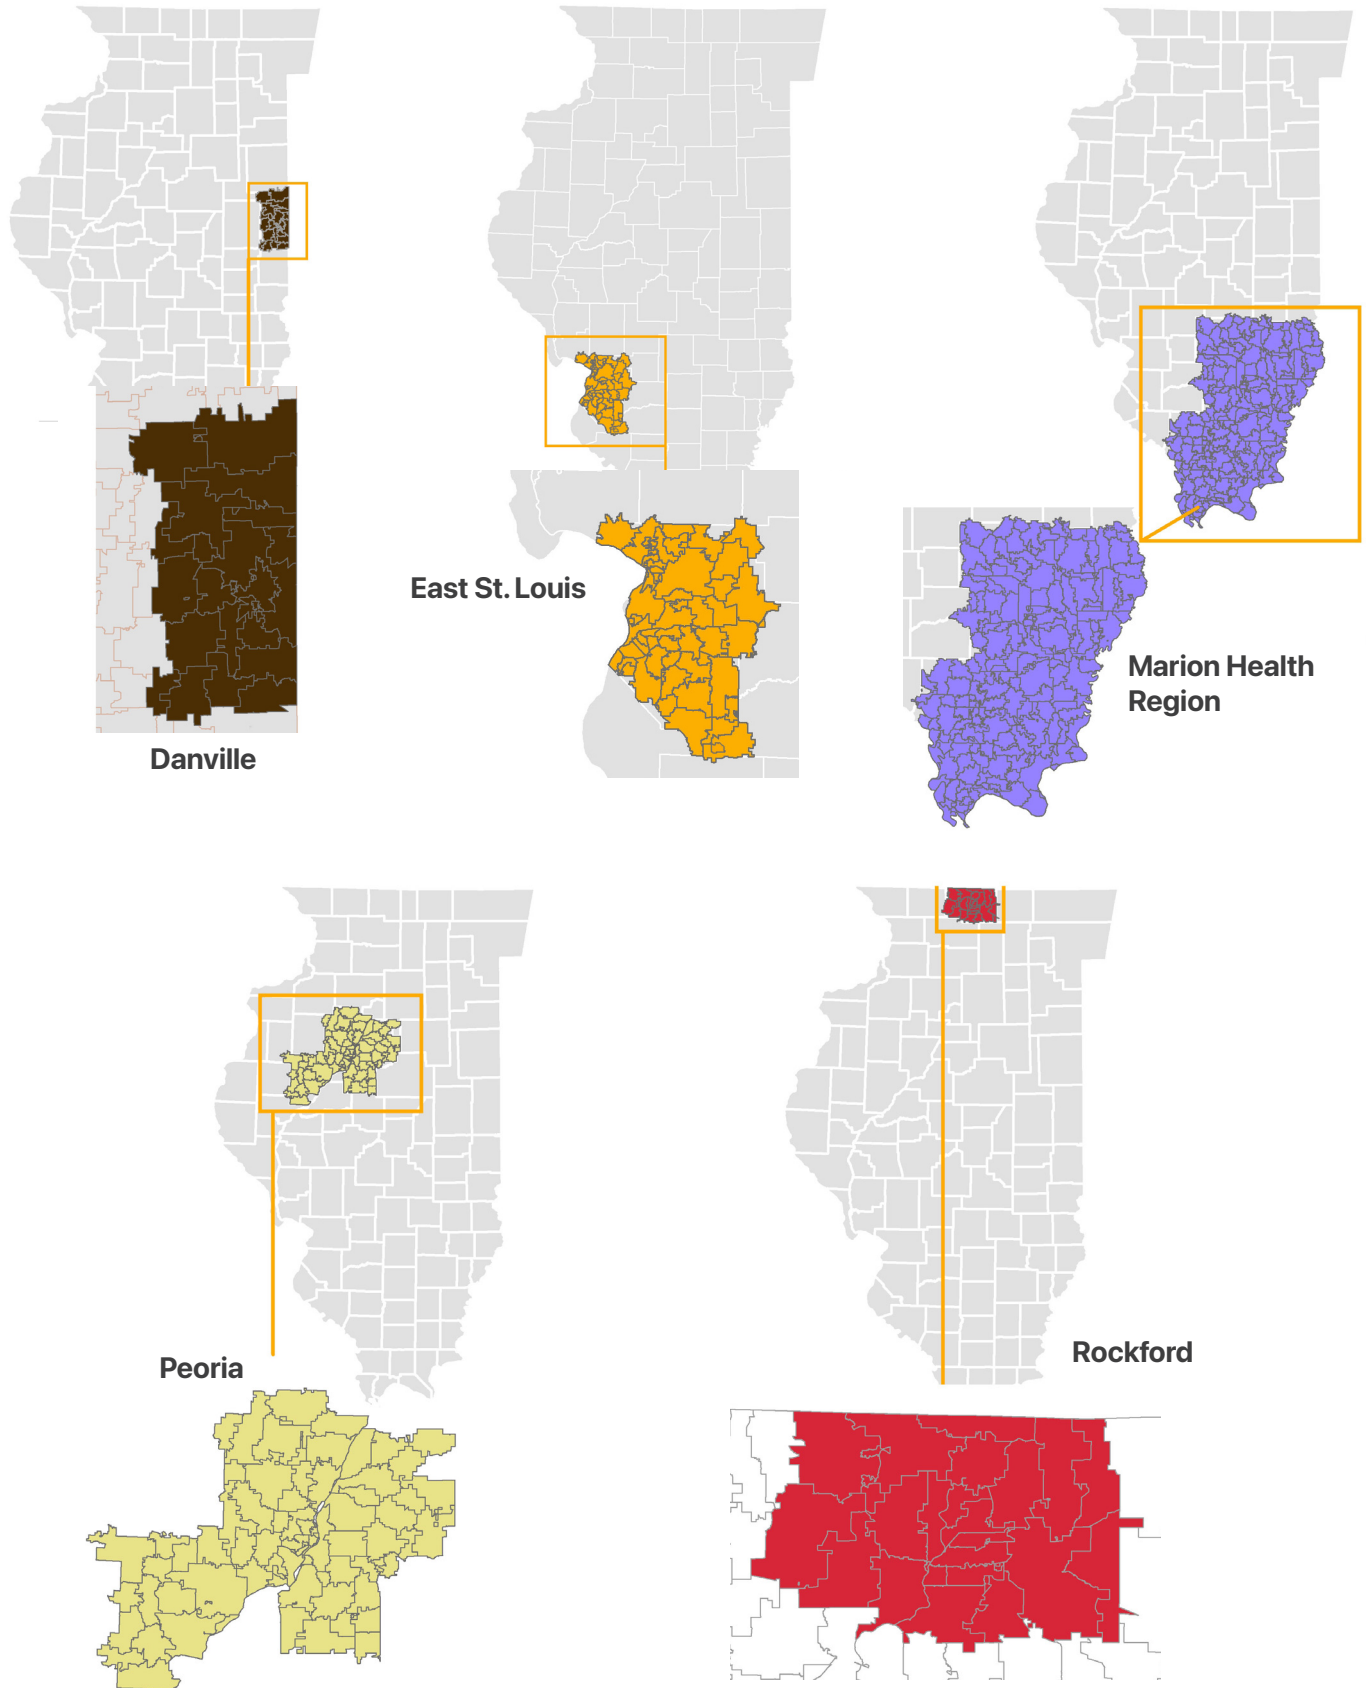 East St. Louis
Marion Health
Region
Danville
Peoria
Rockford